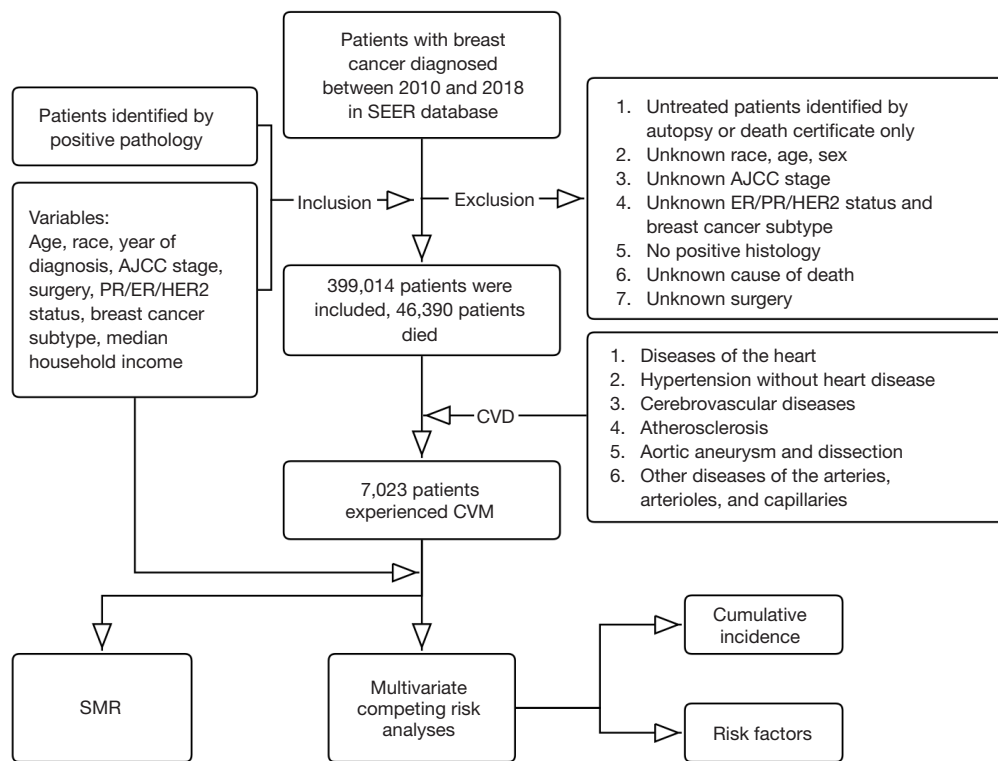 Patients with breast
cancer diagnosed
between 2010 and 2018
in SEER database
Patients identified by
positive pathology
Variables:
Age, race, year of
diagnosis, AJCC stage,
surgery, PR/ER/HER2
status, breast cancer
subtype, median
household income
Inclusion
Exclusion
1. Untreated patients identified by
autopsy or death certificate only
2. Unknown race, age, sex
3. Unknown AJCC stage
4. Unknown ER/PR/HER2 status and
breast cancer subtype
5. No positive histology
6. Unknown cause of death
7. Unknown surgery
399,014 patients were
included, 46,390 patients
died
CVD
1. Diseases of the heart
2. Hypertension without heart disease
3. Cerebrovascular diseases
4. Atherosclerosis
5. Aortic aneurysm and dissection
6. Other diseases of the arteries,
arterioles, and capillaries
7,023 patients
experienced CVM
SMR
Multivariate
competing risk
analyses
Cumulative
incidence
Risk factors